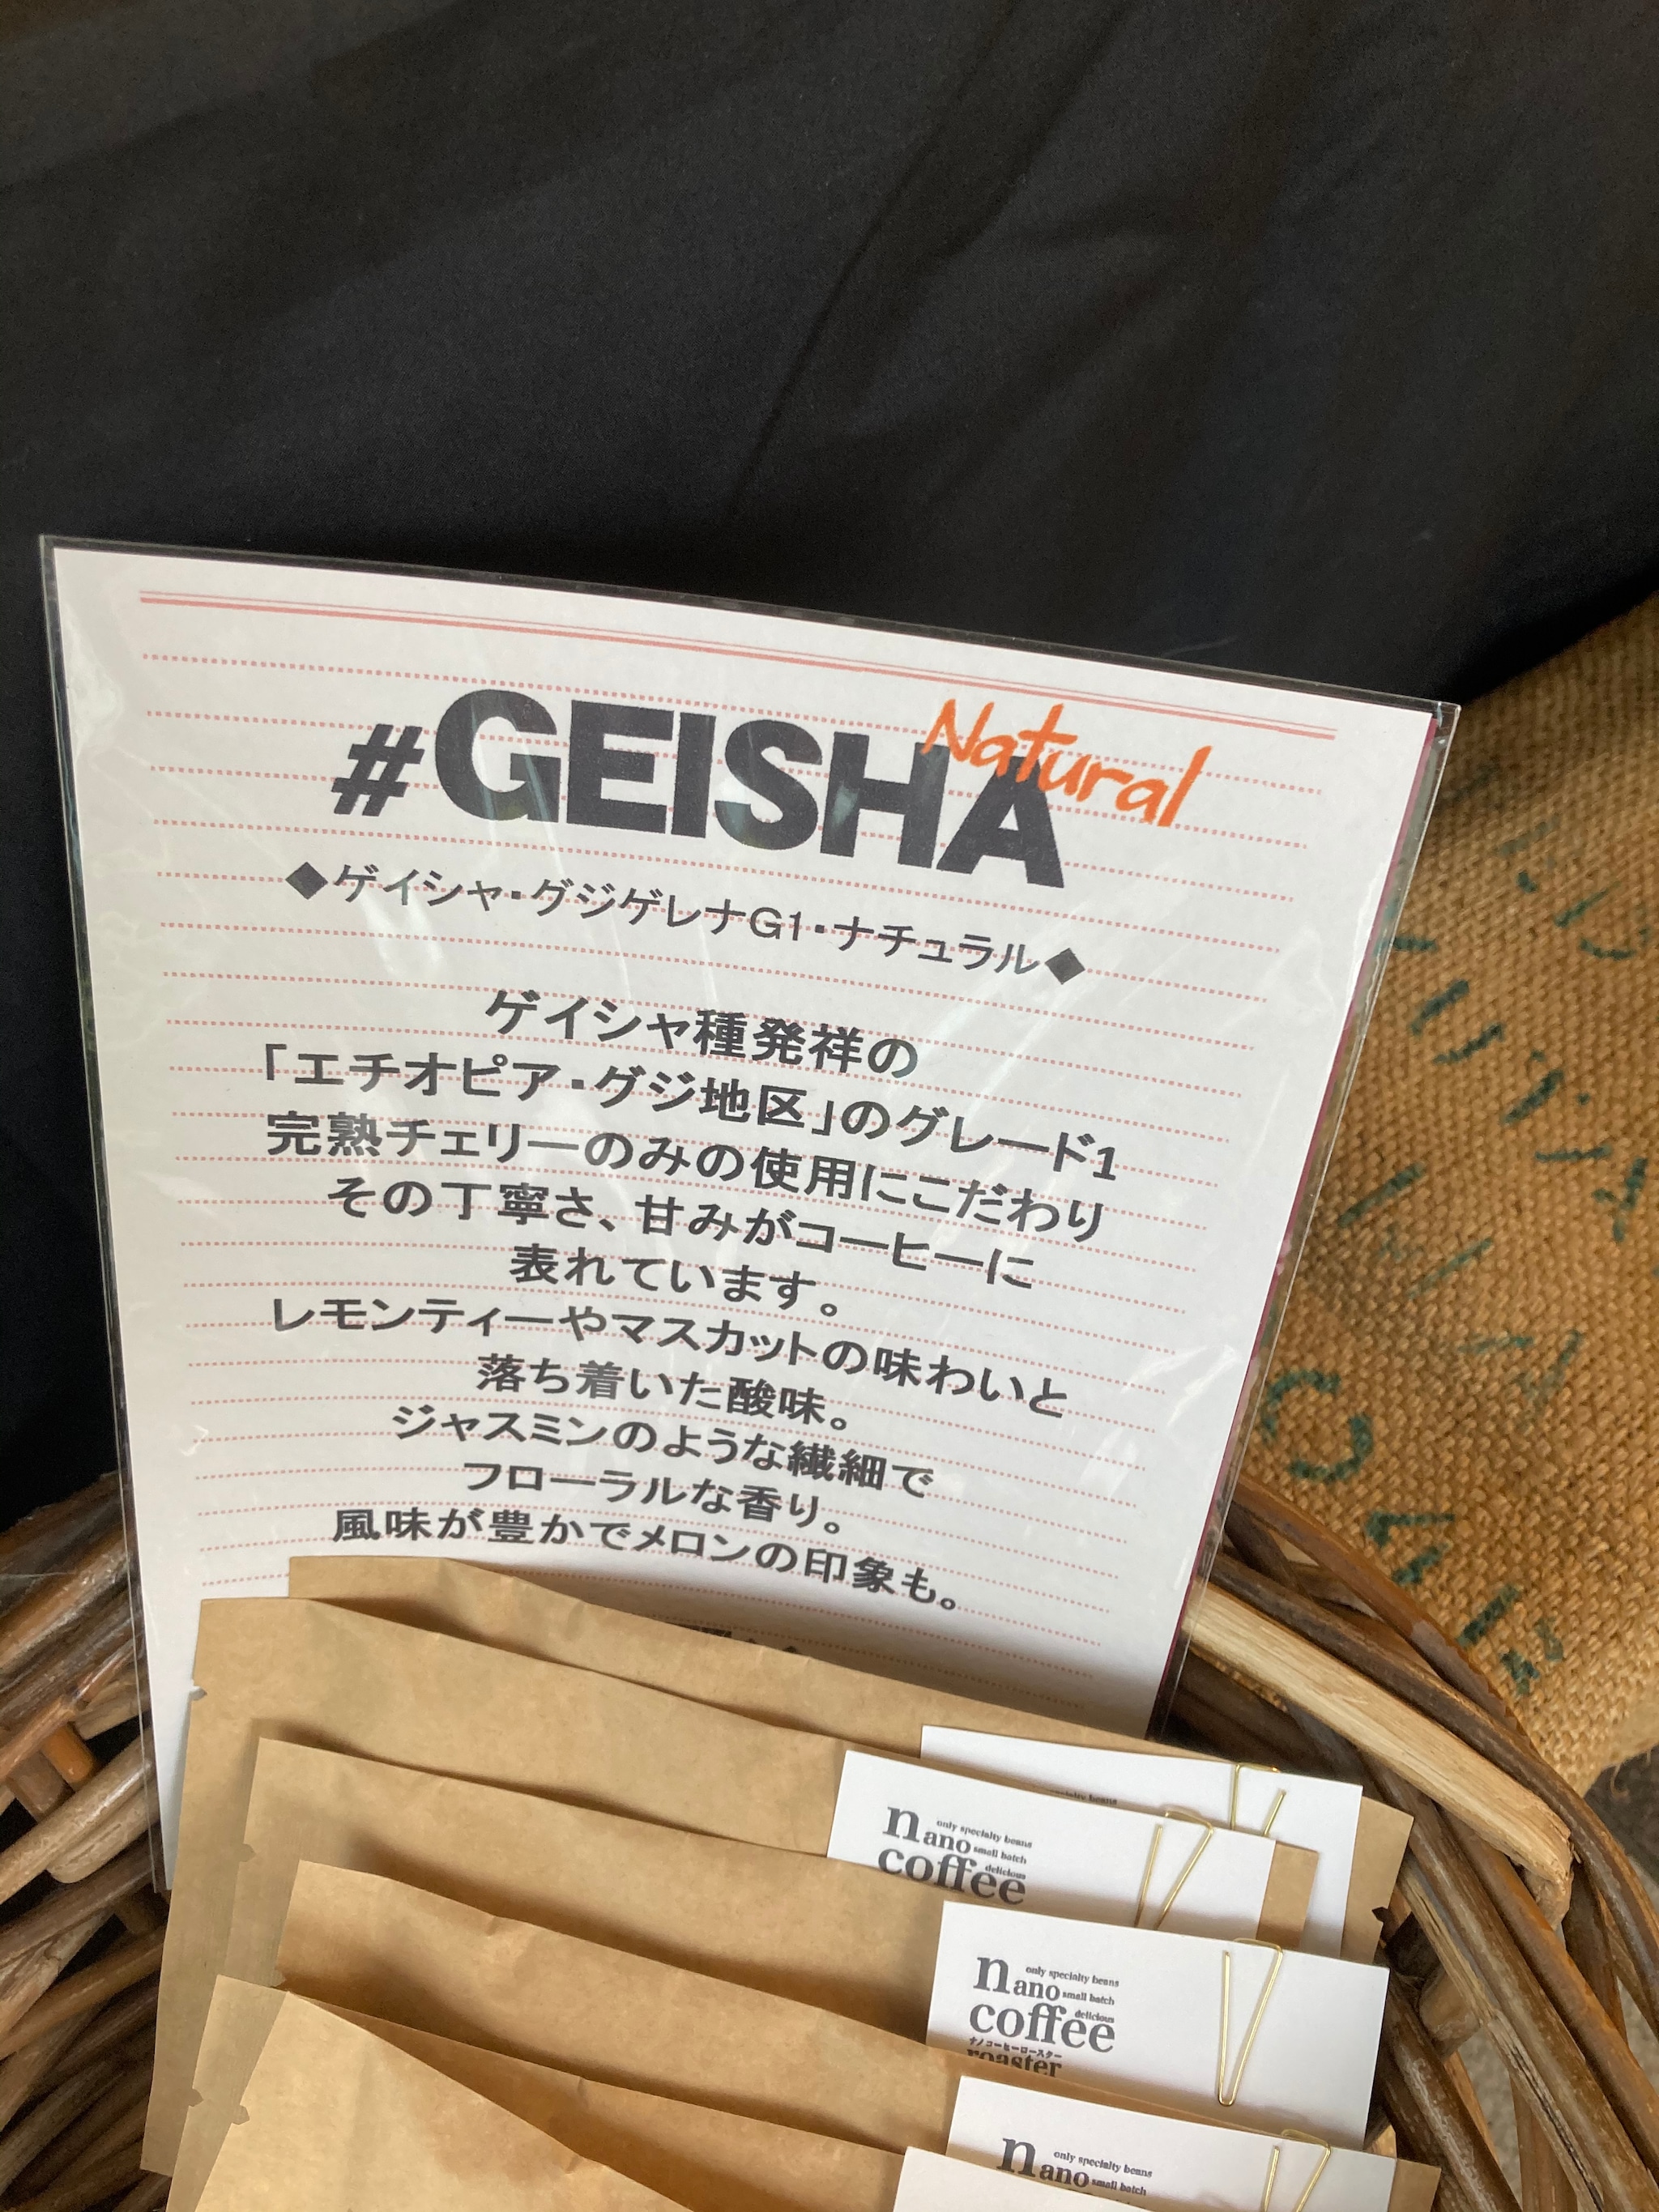 #GEISHA Natural
◆ゲイシャ・グジゲレナG1・ナチュラル◆
ゲイシャ種発祥の
「エチオピア・グジ地区」のグレード1
完熟チェリーのみの使用にこだわり
その丁寧さ、甘みがコーヒーに
表れています。
レモンティーやマスカットの味わいと
落ち着いた酸味。
ジャスミンのような繊細で
フローラルな香り。
風味が豊かでメロンの印象も。
nano only specialty beans small batch
coffee delicious
nano only specialty beans small batch
coffee delicious
ナノコーヒーロースター
roaster
nano only specialty beans small batch